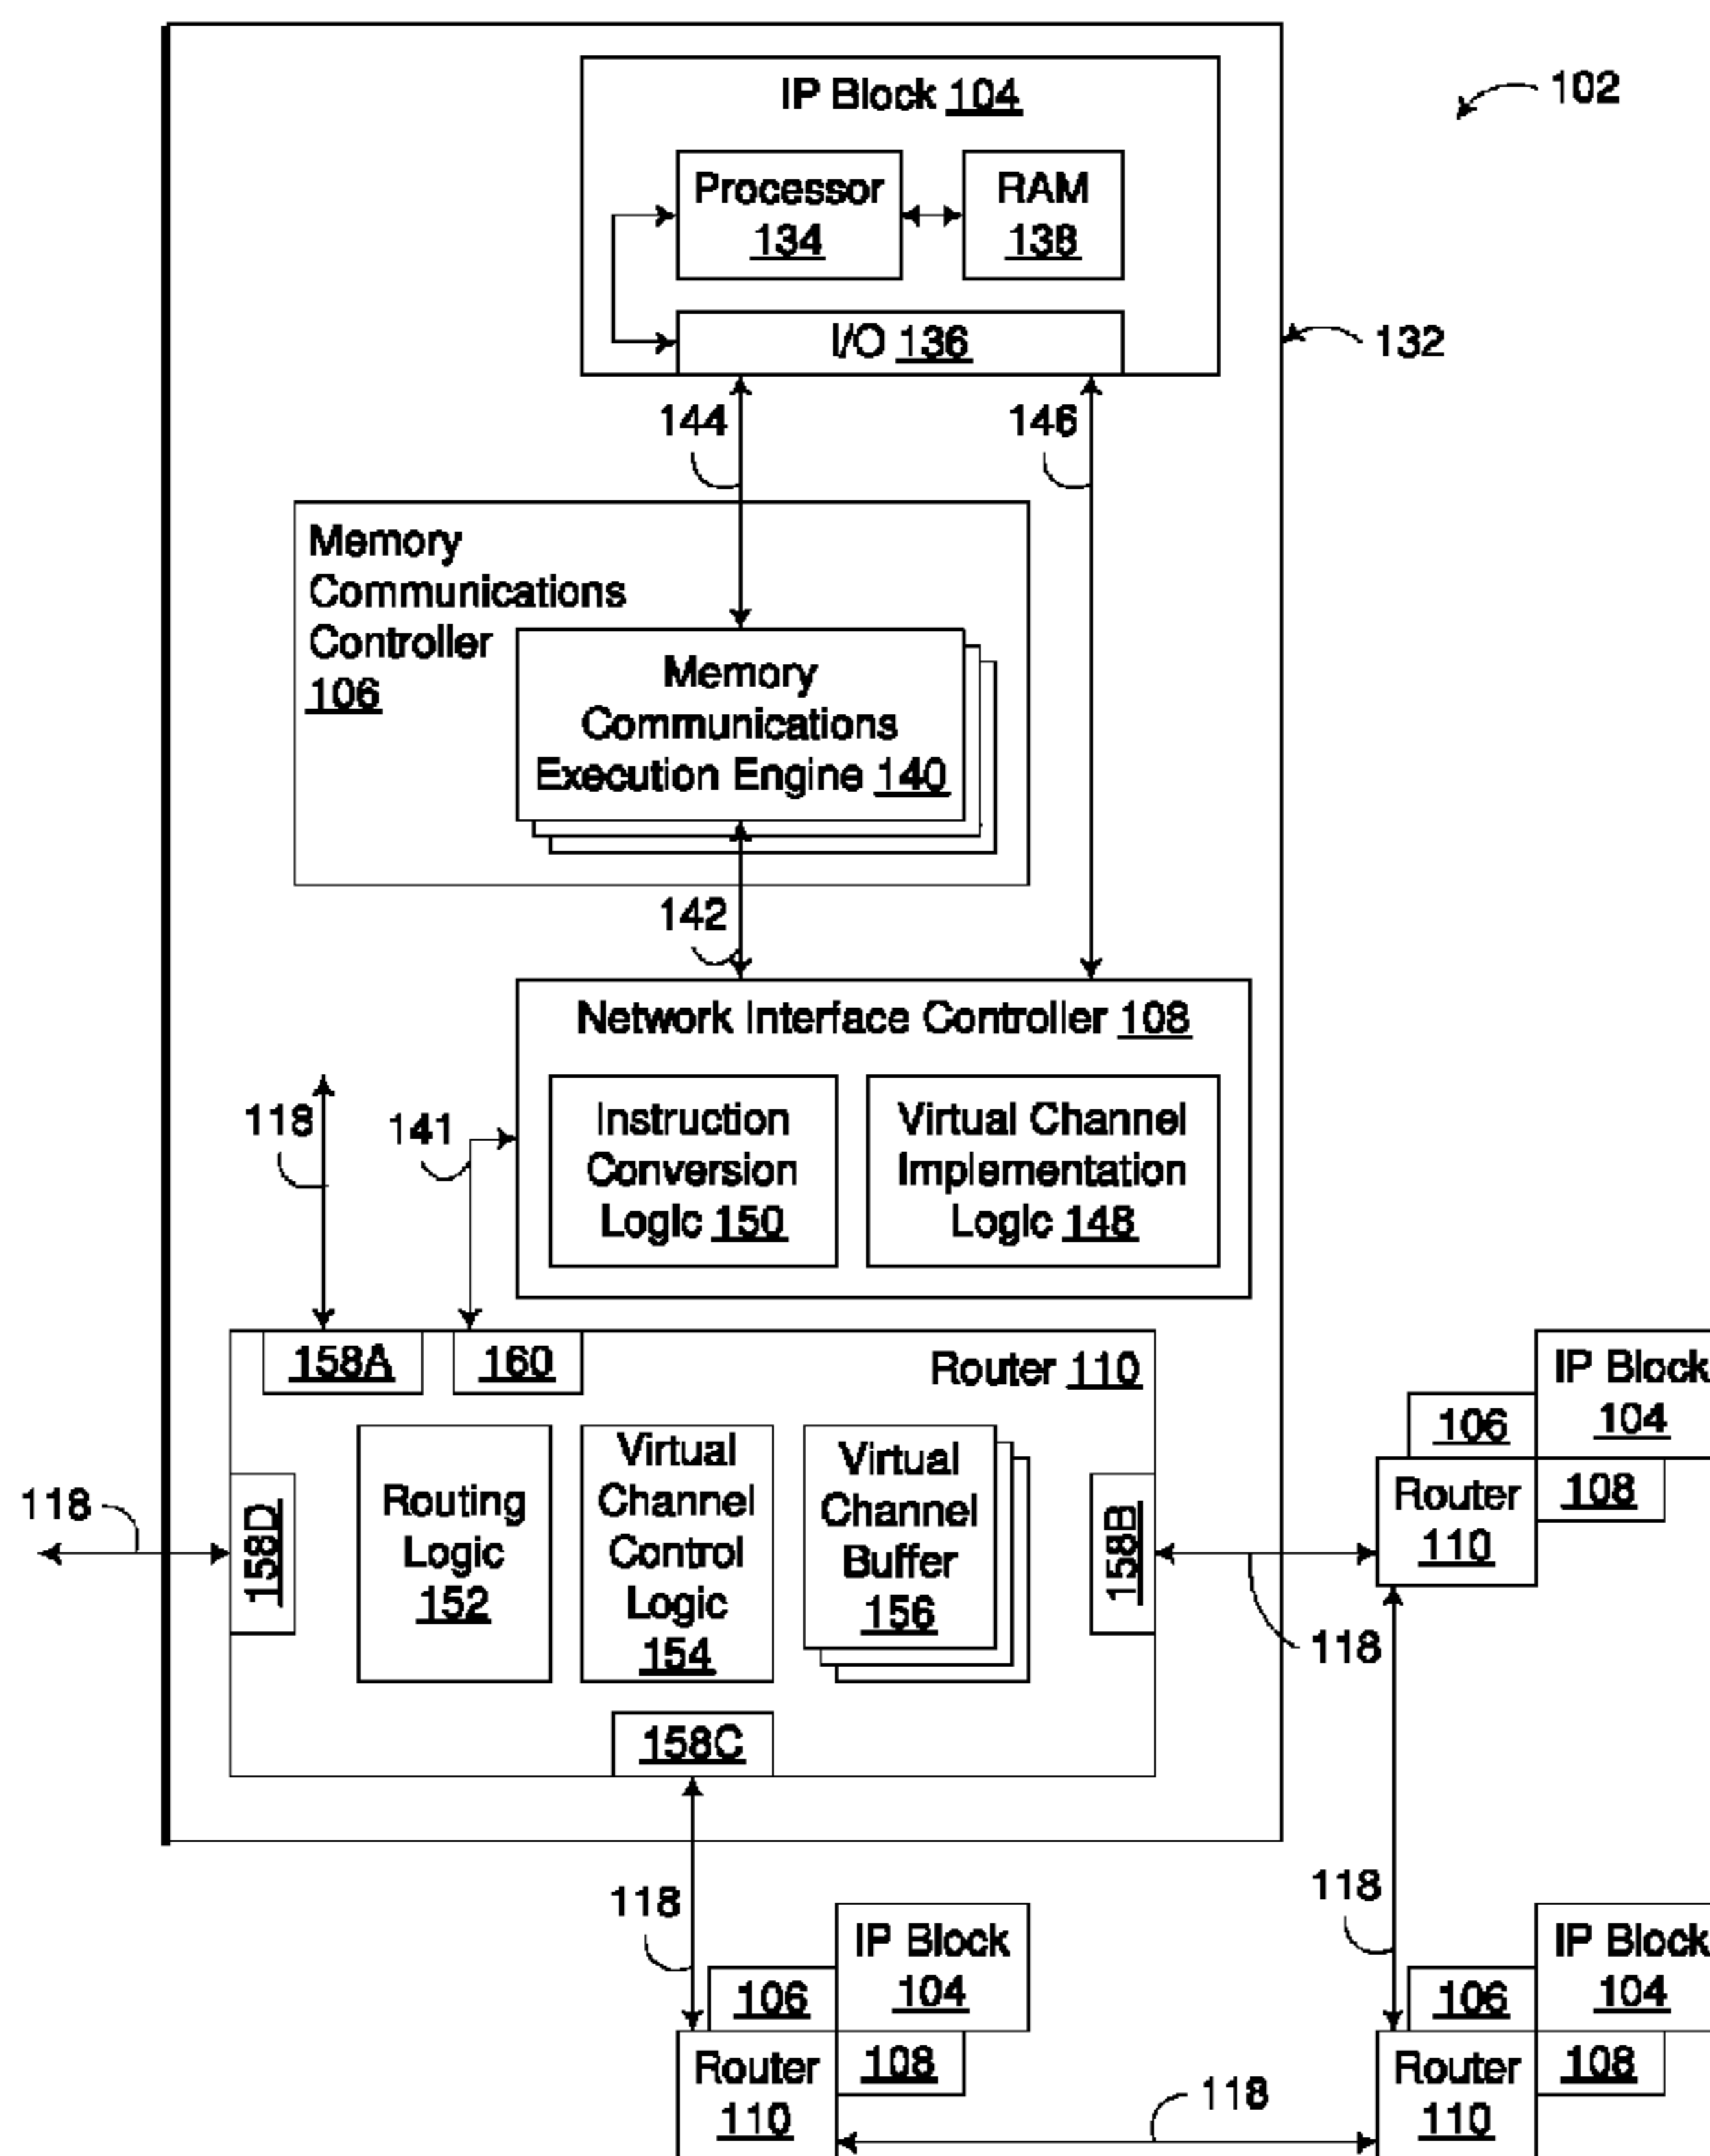 IP Block 104
102
Processor
134
RAM
138
I/O 136
132
144
146
Memory
Communications
Controller
106
Memory
Communications
Execution Engine 140
142
Network Interface Controller 108
118
141
Instruction
Conversion
Logic 150
Virtual Channel
Implementation
Logic 148
158A
160
Router 110
IP Block
104
106
Router
110
108
118
158D
Routing
Logic
152
Virtual
Channel
Control
Logic
154
Virtual
Channel
Buffer
156
158B
118
158C
118
118
IP Block
104
106
Router
110
108
IP Block
104
106
Router
110
108
118